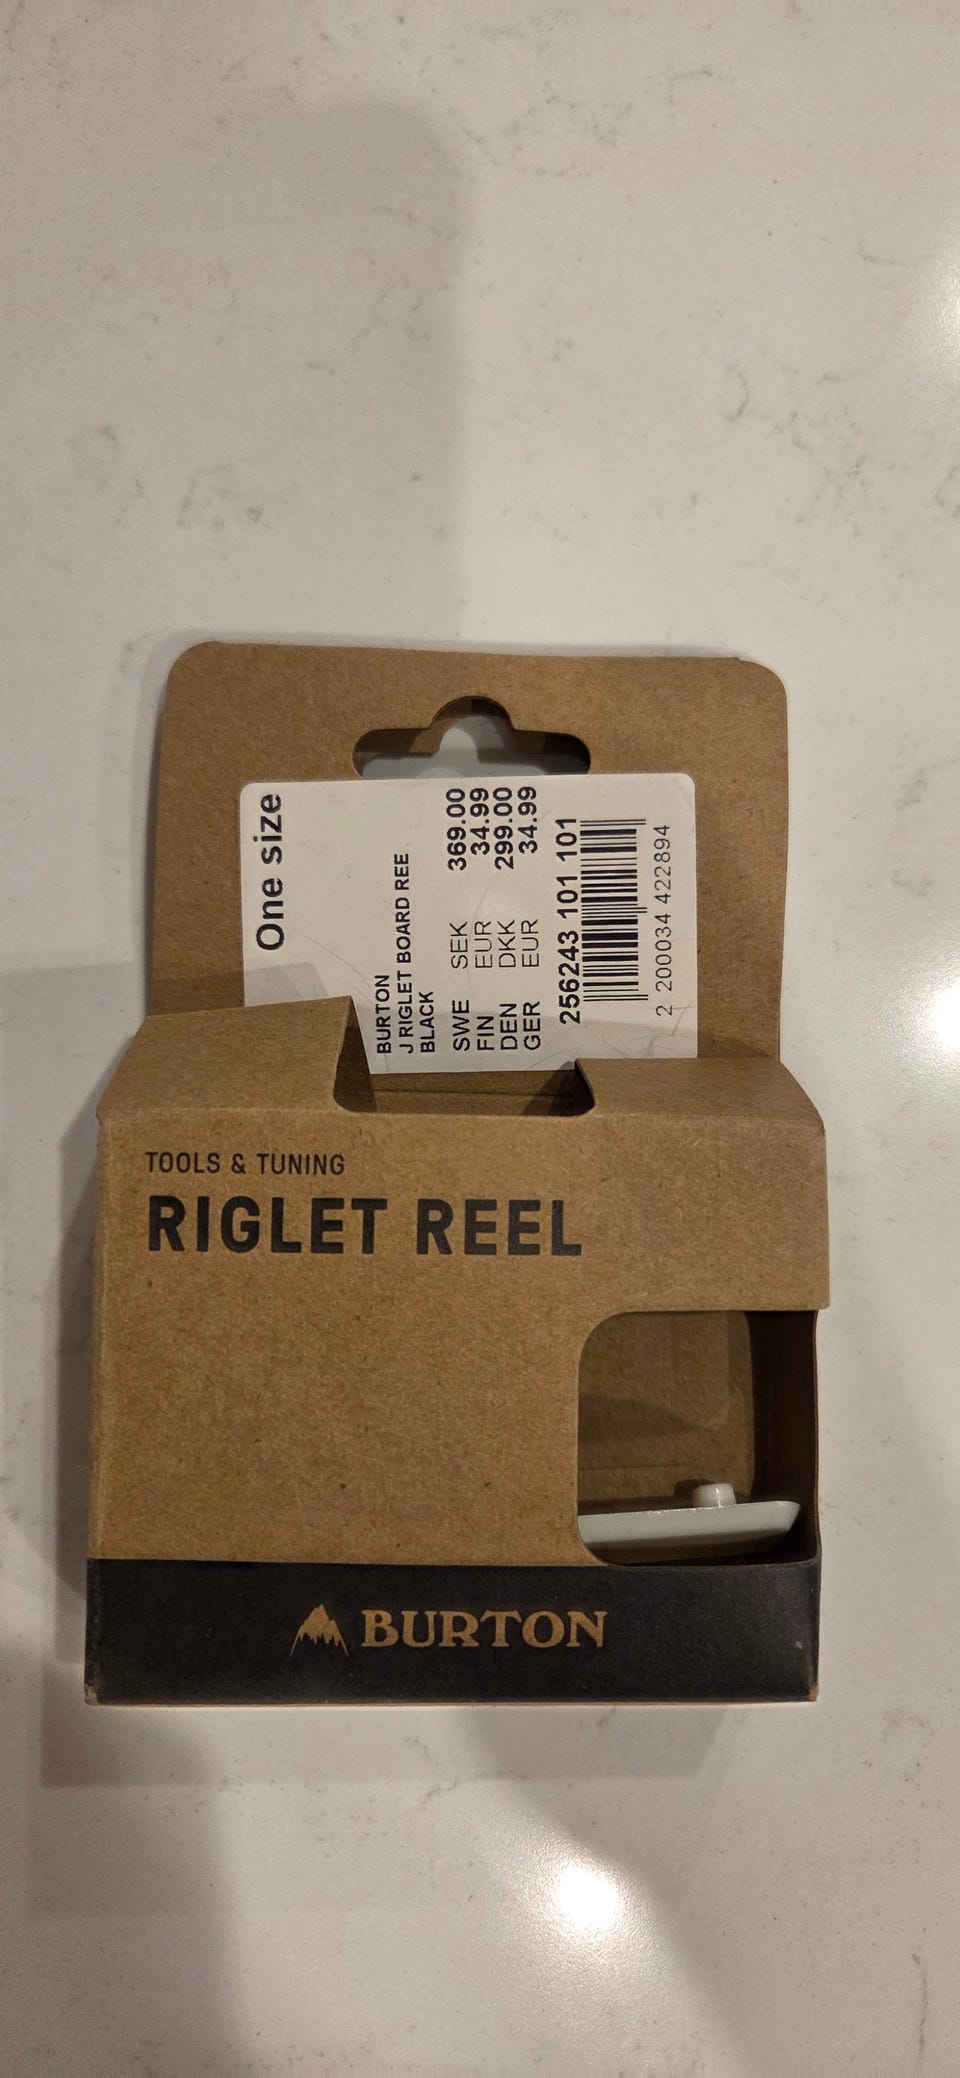 One size
BURTON
J RIGLET BOARD REE
BLACK
SWE SEK 369.00
FIN EUR 34.99
DEN DKK 299.00
GER EUR 34.99
256243 101 101
2 200034 422894
TOOLS & TUNING
RIGLET REEL
BURTON